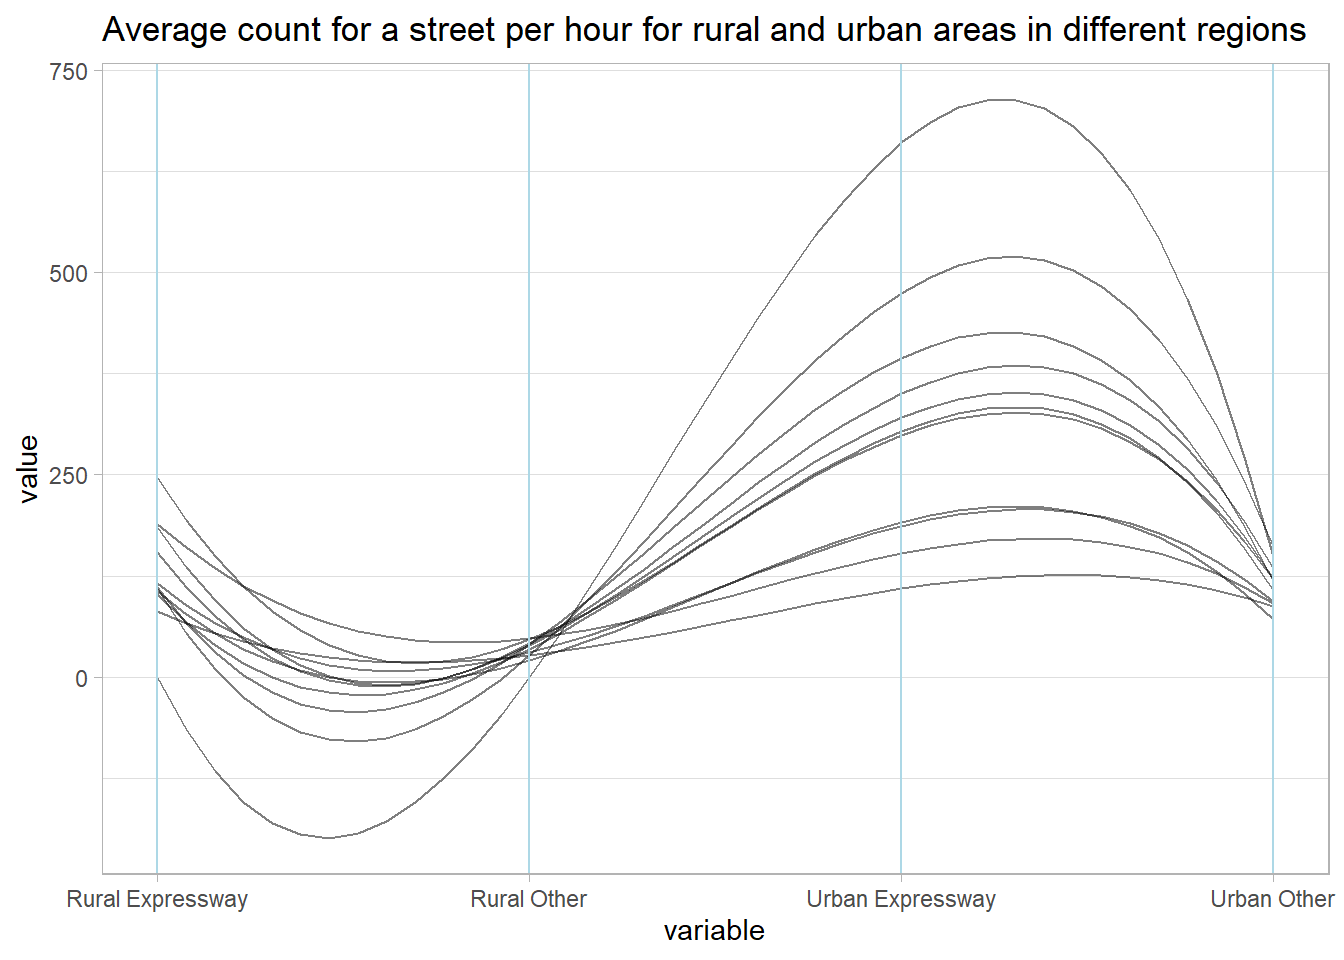 Average count for a street per hour for rural and urban areas in different regions
750
500
250
0
value
Rural Expressway
Rural Other
Urban Expressway
Urban Other
variable